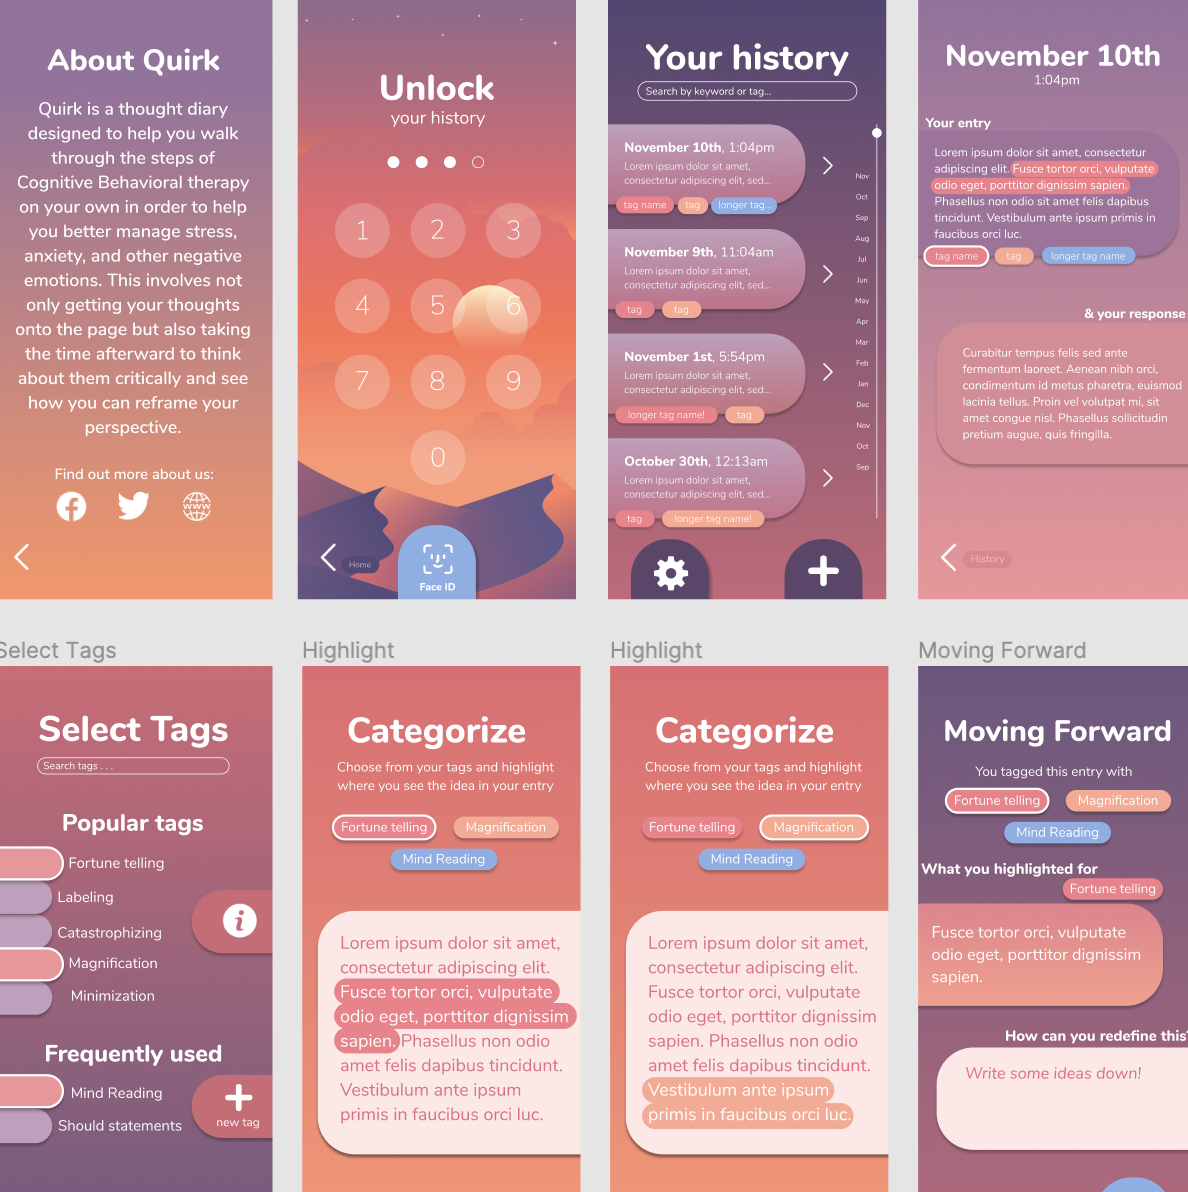 About Quirk
Quirk is a thought diary
designed to help you walk
through the steps of
Cognitive Behavioral therapy
on your own in order to help
you better manage stress,
anxiety, and other negative
emotions. This involves not
only getting your thoughts
onto the page but also taking
the time afterward to think
about them critically and see
how you can reframe your
perspective.
Find out more about us:
www
Unlock
your history
1 2 3
4 5 6
7 8 9
0
Home
Face ID
Your history
Search by keyword or tag...
November 10th, 1:04pm
Lorem ipsum dolor sit amet,
consectetur adipiscing elit, sed...
tag name tag longer tag...
November 9th, 11:04am
Lorem ipsum dolor sit amet,
consectetur adipiscing elit, sed...
tag tag
November 1st, 5:54pm
Lorem ipsum dolor sit amet,
consectetur adipiscing elit, sed...
longer tag name! tag
October 30th, 12:13am
Lorem ipsum dolor sit amet,
consectetur adipiscing elit, sed...
tag longer tag name!
Nov
Oct
Sep
Aug
Jul
Jun
May
Apr
Mar
Feb
Jan
Dec
Nov
Oct
Sep
November 10th
1:04pm
Your entry
Lorem ipsum dolor sit amet, consectetur
adipiscing elit. Fusce tortor orci, vulputate
odio eget, porttitor dignissim sapien.
Phasellus non odio sit amet felis dapibus
tincidunt. Vestibulum ante ipsum primis in
faucibus orci luc.
tag name tag longer tag name
& your response
Curabitur tempus felis sed ante
fermentum laoreet. Aenean nibh orci,
condimentum id metus pharetra, euismod
lacinia tellus. Proin vel volutpat mi, sit
amet congue nisl. Phasellus sollicitudin
pretium augue, quis fringilla.
History
Select Tags
Select Tags
Search tags . . .
Popular tags
Fortune telling
Labeling
Catastrophizing
Magnification
Minimization
i
Frequently used
Mind Reading
Should statements
new tag
Highlight
Categorize
Choose from your tags and highlight
where you see the idea in your entry
Fortune telling Magnification
Mind Reading
Lorem ipsum dolor sit amet,
consectetur adipiscing elit.
Fusce tortor orci, vulputate
odio eget, porttitor dignissim
sapien. Phasellus non odio
amet felis dapibus tincidunt.
Vestibulum ante ipsum
primis in faucibus orci luc.
Highlight
Categorize
Choose from your tags and highlight
where you see the idea in your entry
Fortune telling Magnification
Mind Reading
Lorem ipsum dolor sit amet,
consectetur adipiscing elit.
Fusce tortor orci, vulputate
odio eget, porttitor dignissim
sapien. Phasellus non odio
amet felis dapibus tincidunt.
Vestibulum ante ipsum
primis in faucibus orci luc.
Moving Forward
Moving Forward
You tagged this entry with
Fortune telling Magnification
Mind Reading
What you highlighted for
Fortune telling
Fusce tortor orci, vulputate
odio eget, porttitor dignissim
sapien.
How can you redefine this?
Write some ideas down!